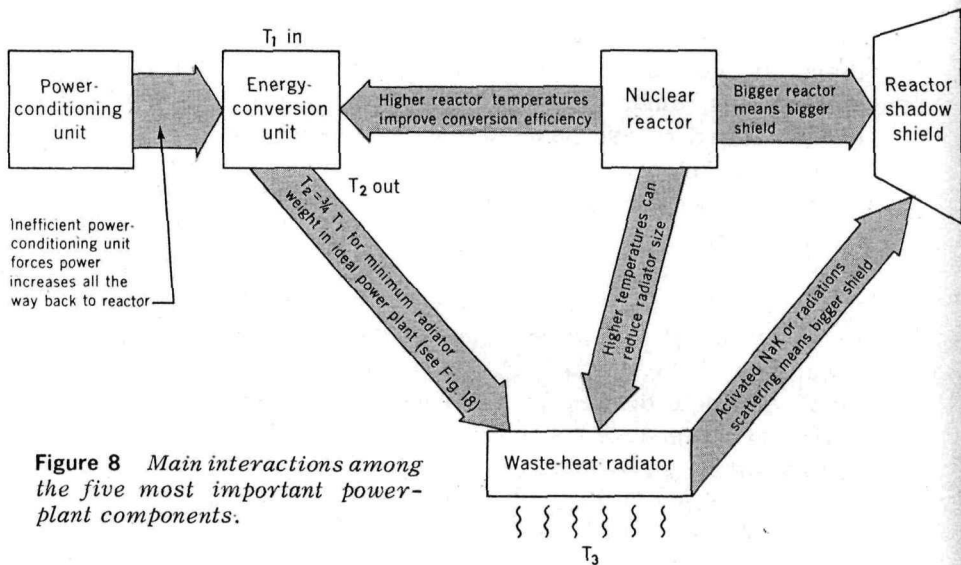 T₁ in
Power-
conditioning
unit
Energy-
conversion
unit
Higher reactor temperatures
improve conversion efficiency
Nuclear
reactor
Bigger reactor
means bigger
shield
Reactor
shadow
shield
T₂ out
Inefficient power-
conditioning unit
forces power
increases all the
way back to reactor
T₂ = ¾ T₁ for minimum radiator
weight in ideal power plant (see Fig. 18)
Higher temperatures can
reduce radiator size
Activated NaK or radiations
scattering means bigger shield
Waste-heat radiator
T₃
Figure 8 Main interactions among
the five most important power-
plant components.